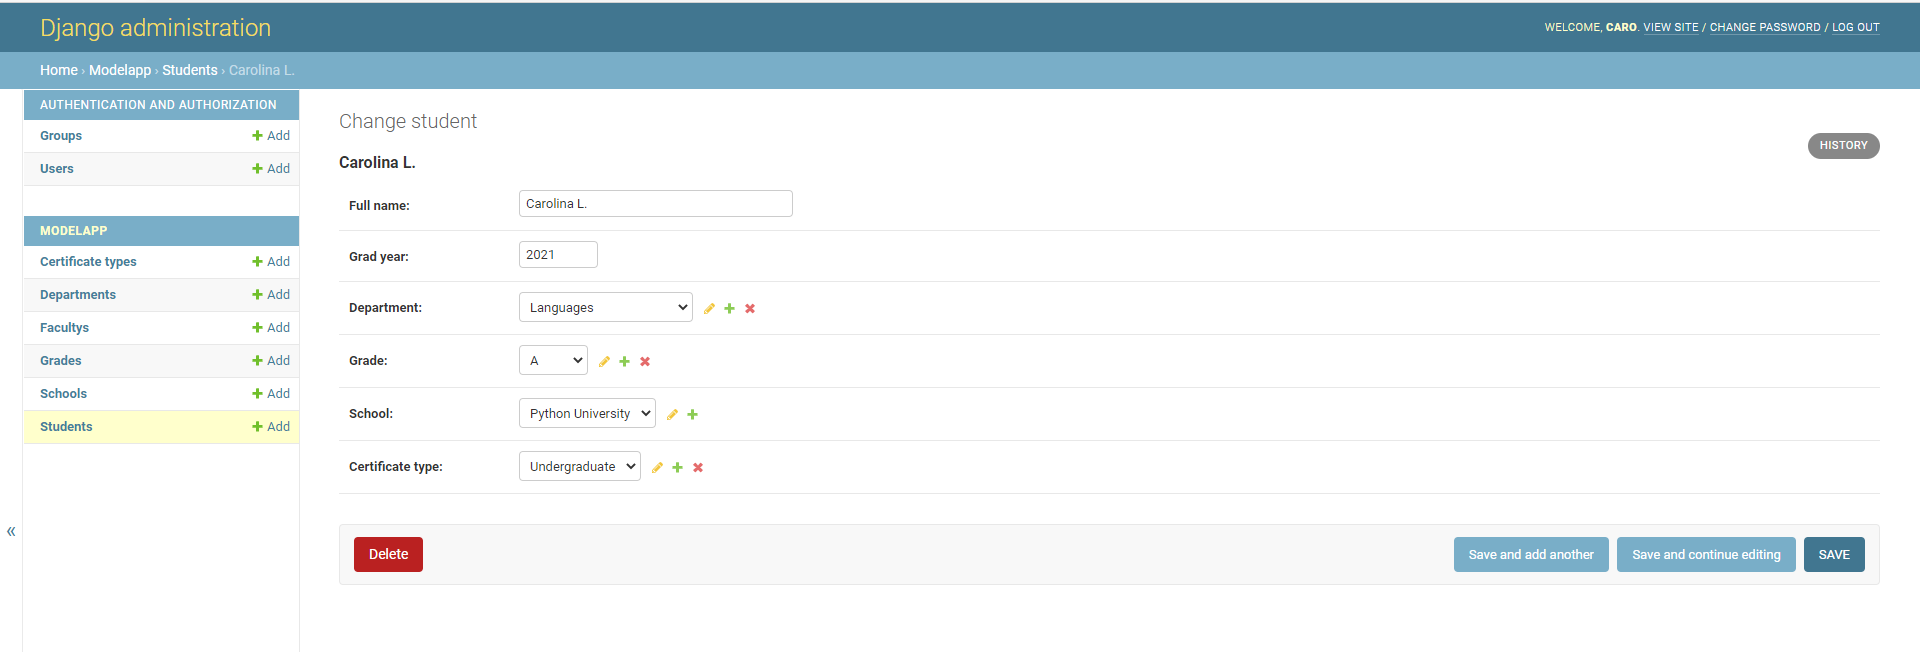 Django administration
WELCOME, CARO. VIEW SITE / CHANGE PASSWORD / LOG OUT
Home › Modelapp › Students › Carolina L.
AUTHENTICATION AND AUTHORIZATION
Groups + Add
Users + Add
MODELAPP
Certificate types + Add
Departments + Add
Facultys + Add
Grades + Add
Schools + Add
Students + Add
«
Change student
HISTORY
Carolina L.
Full name: Carolina L.
Grad year: 2021
Department: Languages
Grade: A
School: Python University
Certificate type: Undergraduate
Delete
Save and add another
Save and continue editing
SAVE